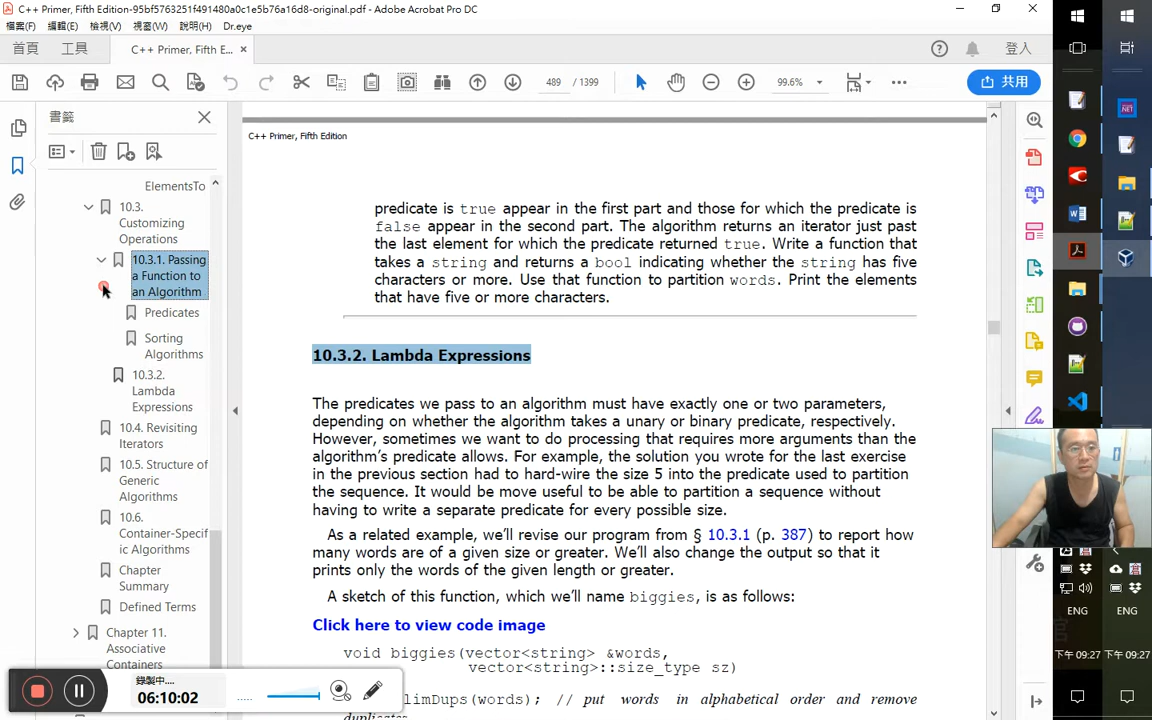 C++ Primer, Fifth Edition-95bf5763251f491480a0c1e5b76a16d8-original.pdf - Adobe Acrobat Pro DC
檔案(F) 編輯(E) 檢視(V) 視窗(W) 說明(H) Dr.eye
首頁 工具 C++ Primer, Fifth E... × 登入
489 / 1399 99.6% 共用
書籤
C++ Primer, Fifth Edition
ElementsTo
10.3.
Customizing
Operations
10.3.1. Passing
a Function to
an Algorithm
Predicates
Sorting
Algorithms
10.3.2.
Lambda
Expressions
10.4. Revisiting
Iterators
10.5. Structure of
Generic
Algorithms
10.6.
Container-Specif
ic Algorithms
Chapter
Summary
Defined Terms
Chapter 11.
Associative
Containers
predicate is true appear in the first part and those for which the predicate is
false appear in the second part. The algorithm returns an iterator just past
the last element for which the predicate returned true. Write a function that
takes a string and returns a bool indicating whether the string has five
characters or more. Use that function to partition words. Print the elements
that have five or more characters.
10.3.2. Lambda Expressions
The predicates we pass to an algorithm must have exactly one or two parameters,
depending on whether the algorithm takes a unary or binary predicate, respectively.
However, sometimes we want to do processing that requires more arguments than the
algorithm's predicate allows. For example, the solution you wrote for the last exercise
in the previous section had to hard-wire the size 5 into the predicate used to partition
the sequence. It would be move useful to be able to partition a sequence without
having to write a separate predicate for every possible size.
As a related example, we'll revise our program from § 10.3.1 (p. 387) to report how
many words are of a given size or greater. We'll also change the output so that it
prints only the words of the given length or greater.
A sketch of this function, which we'll name biggies, is as follows:
Click here to view code image
void biggies(vector<string> &words,
vector<string>::size_type sz)
limDups(words); // put words in alphabetical order and remove
duplicates
錄製中...
06:10:02
ENG ENG
下午 09:27 下午 09:27